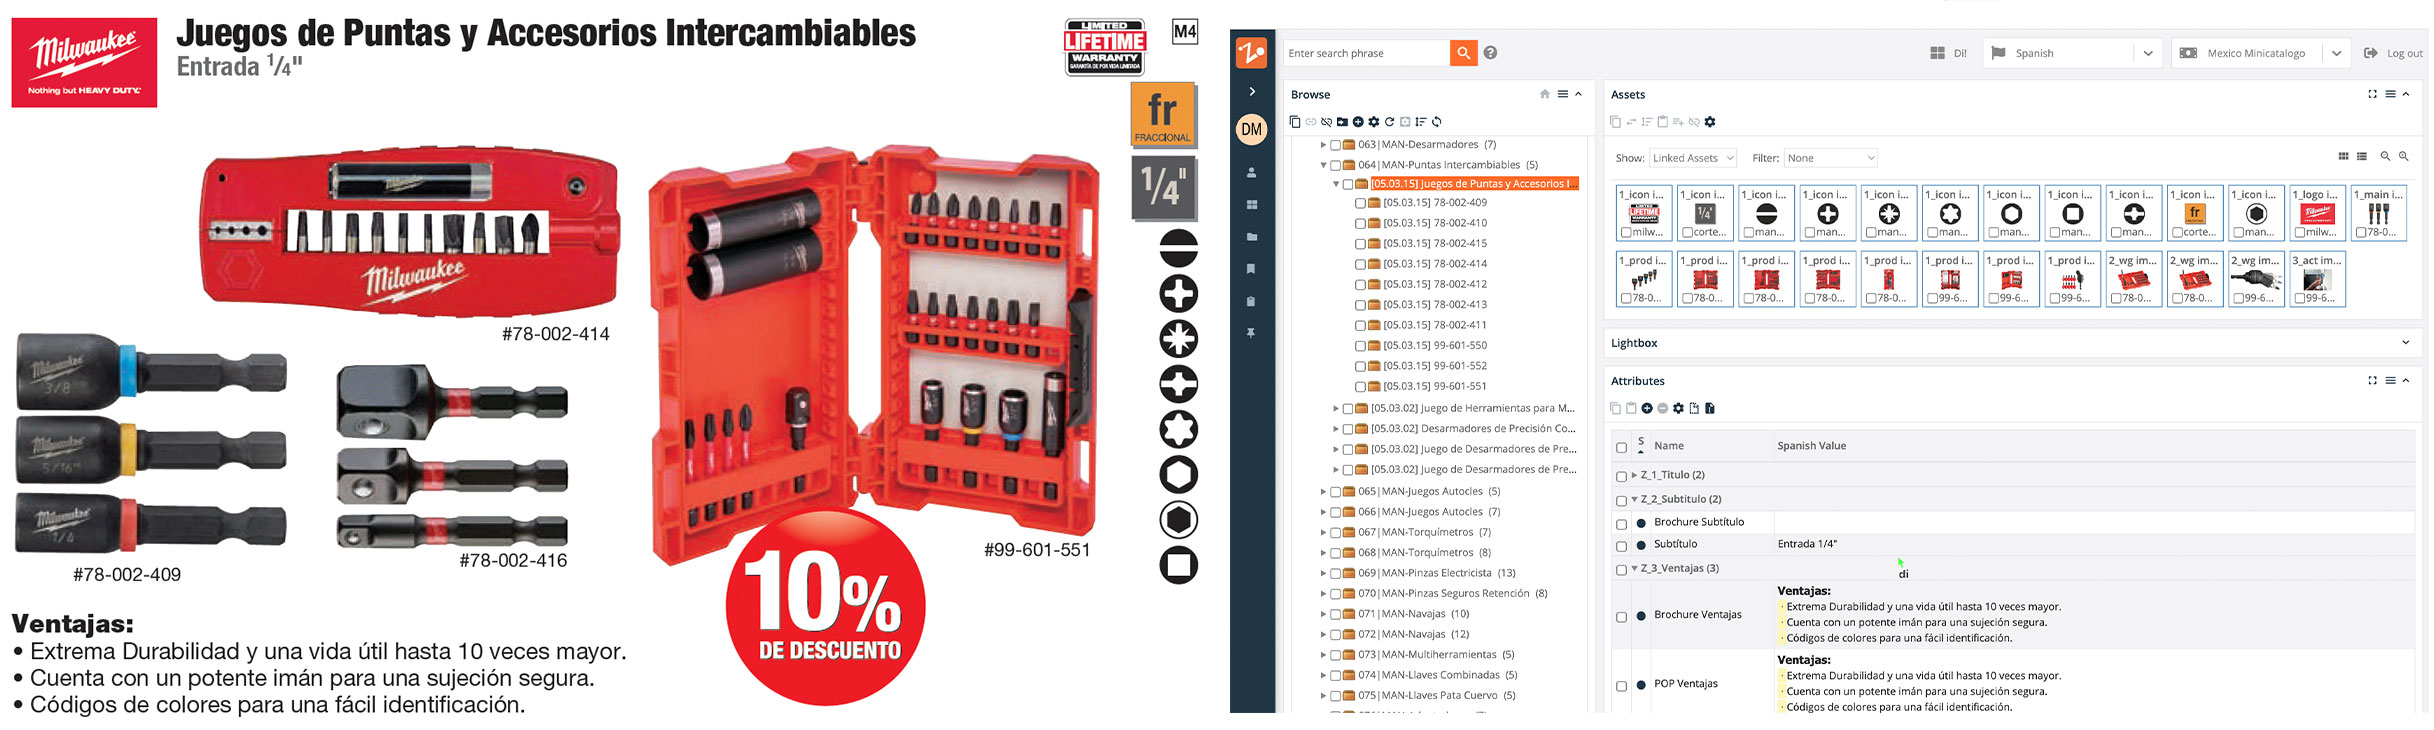 Milwaukee
Nothing but HEAVY DUTY.
Juegos de Puntas y Accesorios Intercambiables
Entrada 1/4"
LIMITED
LIFETIME
WARRANTY
GARANTÍA DE POR VIDA LIMITADA
M4
fr
FRACCIONAL
1/4"
Milwaukee
#78-002-414
Milwaukee
3/8
Milwaukee
5/16"
Milwaukee
1/4
#78-002-409
#78-002-416
#99-601-551
10%
DE DESCUENTO
Ventajas:
• Extrema Durabilidad y una vida útil hasta 10 veces mayor.
• Cuenta con un potente imán para una sujeción segura.
• Códigos de colores para una fácil identificación.
Enter search phrase
Di!
Spanish
Mexico Minicatalogo
Log out
DM
Browse
063|MAN-Desarmadores (7)
064|MAN-Puntas Intercambiables (5)
[05.03.15] Juegos de Puntas y Accesorios I...
[05.03.15] 78-002-409
[05.03.15] 78-002-410
[05.03.15] 78-002-415
[05.03.15] 78-002-414
[05.03.15] 78-002-412
[05.03.15] 78-002-413
[05.03.15] 78-002-411
[05.03.15] 99-601-550
[05.03.15] 99-601-552
[05.03.15] 99-601-551
[05.03.02] Juego de Herramientas para M...
[05.03.02] Desarmadores de Precisión Co...
[05.03.02] Juego de Desarmadores de Pre...
[05.03.02] Juego de Desarmadores de Pre...
065|MAN-Juegos Autocles (5)
066|MAN-Juegos Autocles (7)
067|MAN-Torquímetros (7)
068|MAN-Torquímetros (8)
069|MAN-Pinzas Electricista (13)
070|MAN-Pinzas Seguros Retención (8)
071|MAN-Navajas (10)
072|MAN-Navajas (12)
073|MAN-Multiherramientas (5)
074|MAN-Llaves Combinadas (5)
075|MAN-Llaves Pata Cuervo (5)
Assets
Show: Linked Assets Filter: None
1_icon i... 1_icon i... 1_icon i... 1_icon i... 1_icon i... 1_icon i... 1_icon i... 1_icon i... 1_icon i... 1_icon i... 1_icon i... 1_logo i... 1_main i...
milw... corte... man... man... man... man... man... man... man... corte... man... milw... 78-0...
1_prod i... 1_prod i... 1_prod i... 1_prod i... 1_prod i... 1_prod i... 1_prod i... 1_prod i... 2_wg im... 2_wg im... 2_wg im... 3_act im...
78-0... 78-0... 78-0... 78-0... 78-0... 99-6... 99-6... 99-6... 78-0... 78-0... 99-6... 99-6...
Lightbox
Attributes
S Name Spanish Value
Z_1_Titulo (2)
Z_2_Subtitulo (2)
Brochure Subtítulo
Subtítulo Entrada 1/4"
Z_3_Ventajas (3)
di
Brochure Ventajas
Ventajas:
· Extrema Durabilidad y una vida útil hasta 10 veces mayor.
· Cuenta con un potente imán para una sujeción segura.
· Códigos de colores para una fácil identificación.
POP Ventajas
Ventajas:
· Extrema Durabilidad y una vida útil hasta 10 veces mayor.
· Cuenta con un potente imán para una sujeción segura.
· Códigos de colores para una fácil identificación.